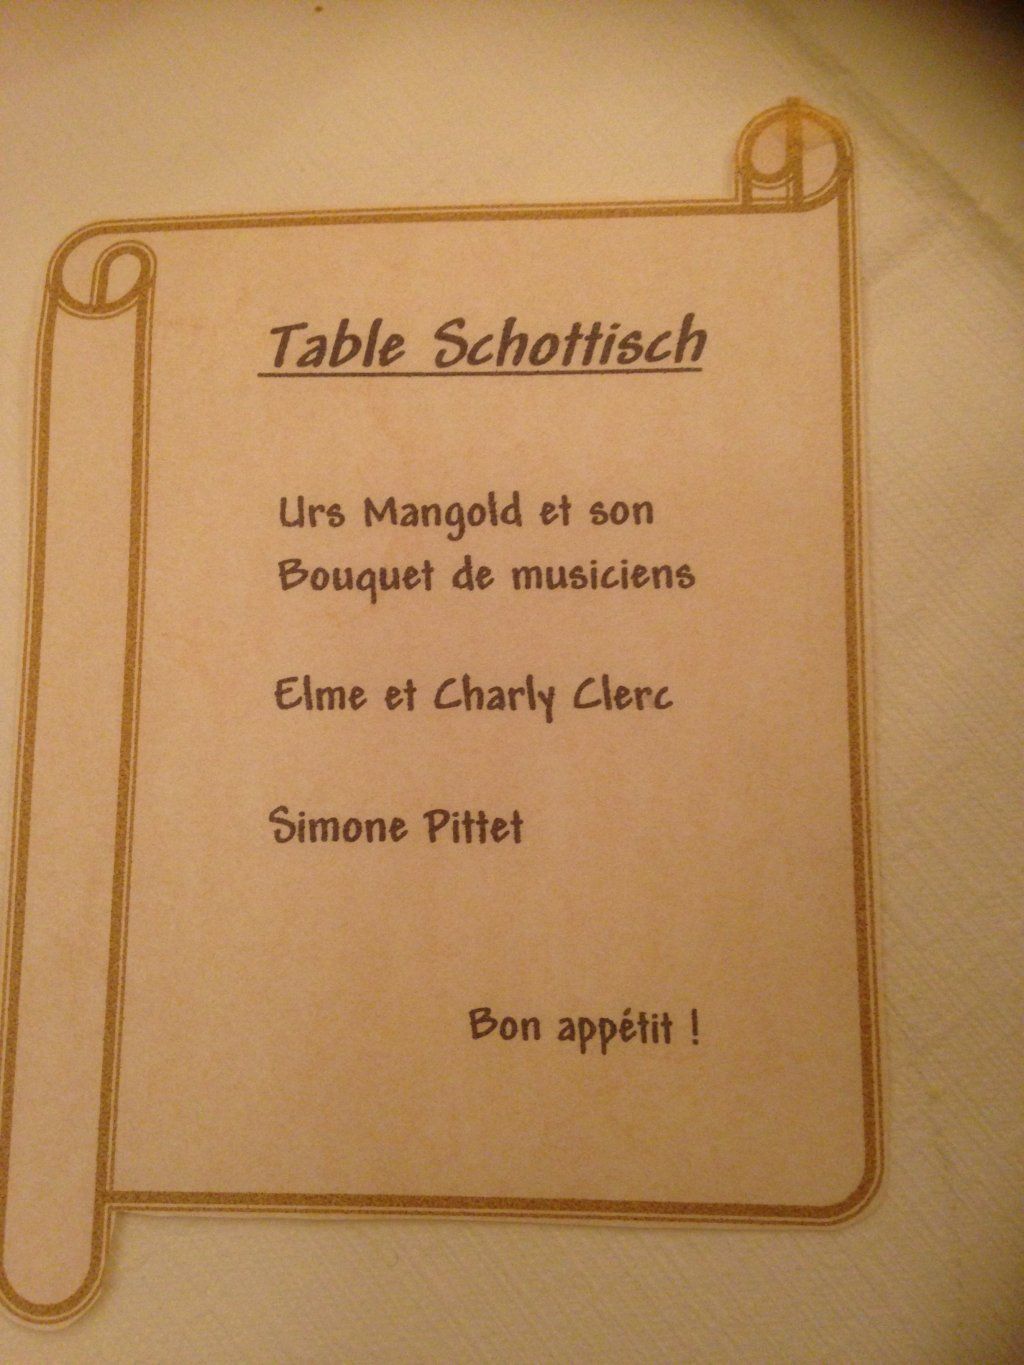 Table Schottisch
Urs Mangold et son
Bouquet de musiciens
Elme et Charly Clerc
Simone Pittet
Bon appétit !